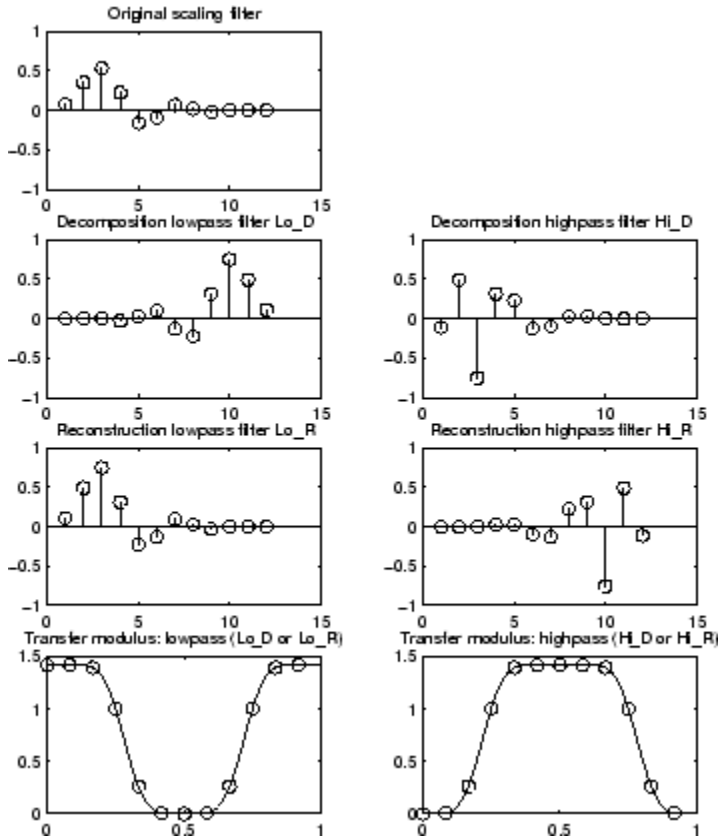 Original scaling filter
1
0.5
0
−0.5
−1
0 5 10 15
Decomposition lowpass filter Lo_D
1
0.5
0
−0.5
−1
0 5 10 15
Decomposition highpass filter Hi_D
1
0.5
0
−0.5
−1
0 5 10 15
Reconstruction lowpass filter Lo_R
1
0.5
0
−0.5
−1
0 5 10 15
Reconstruction highpass filter Hi_R
1
0.5
0
−0.5
−1
0 5 10 15
Transfer modulus: lowpass (Lo_D or Lo_R)
1.5
1
0.5
0
0 0.5 1
Transfer modulus: highpass (Hi_D or Hi_R)
1.5
1
0.5
0
0 0.5 1